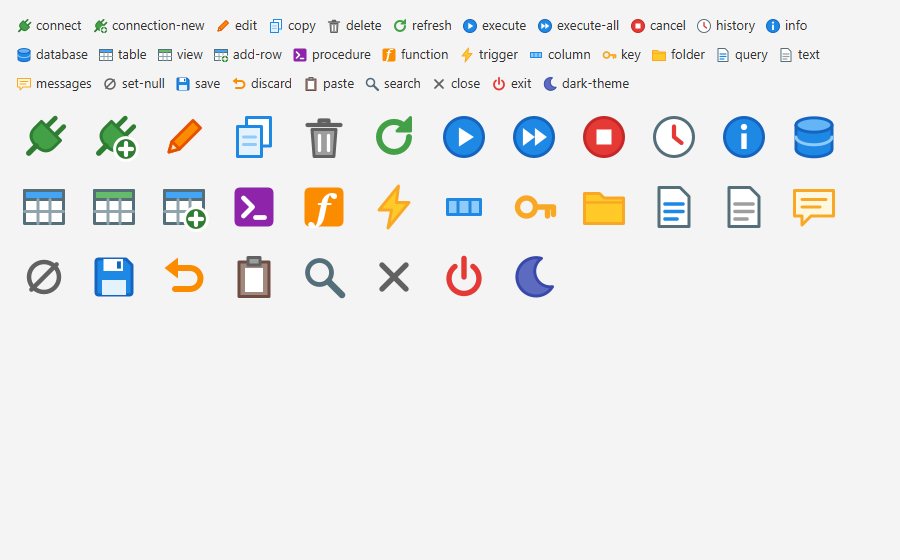 connect connection-new edit copy delete refresh execute execute-all cancel history info
database table view add-row procedure function trigger column key folder query text
messages set-null save discard paste search close exit dark-theme